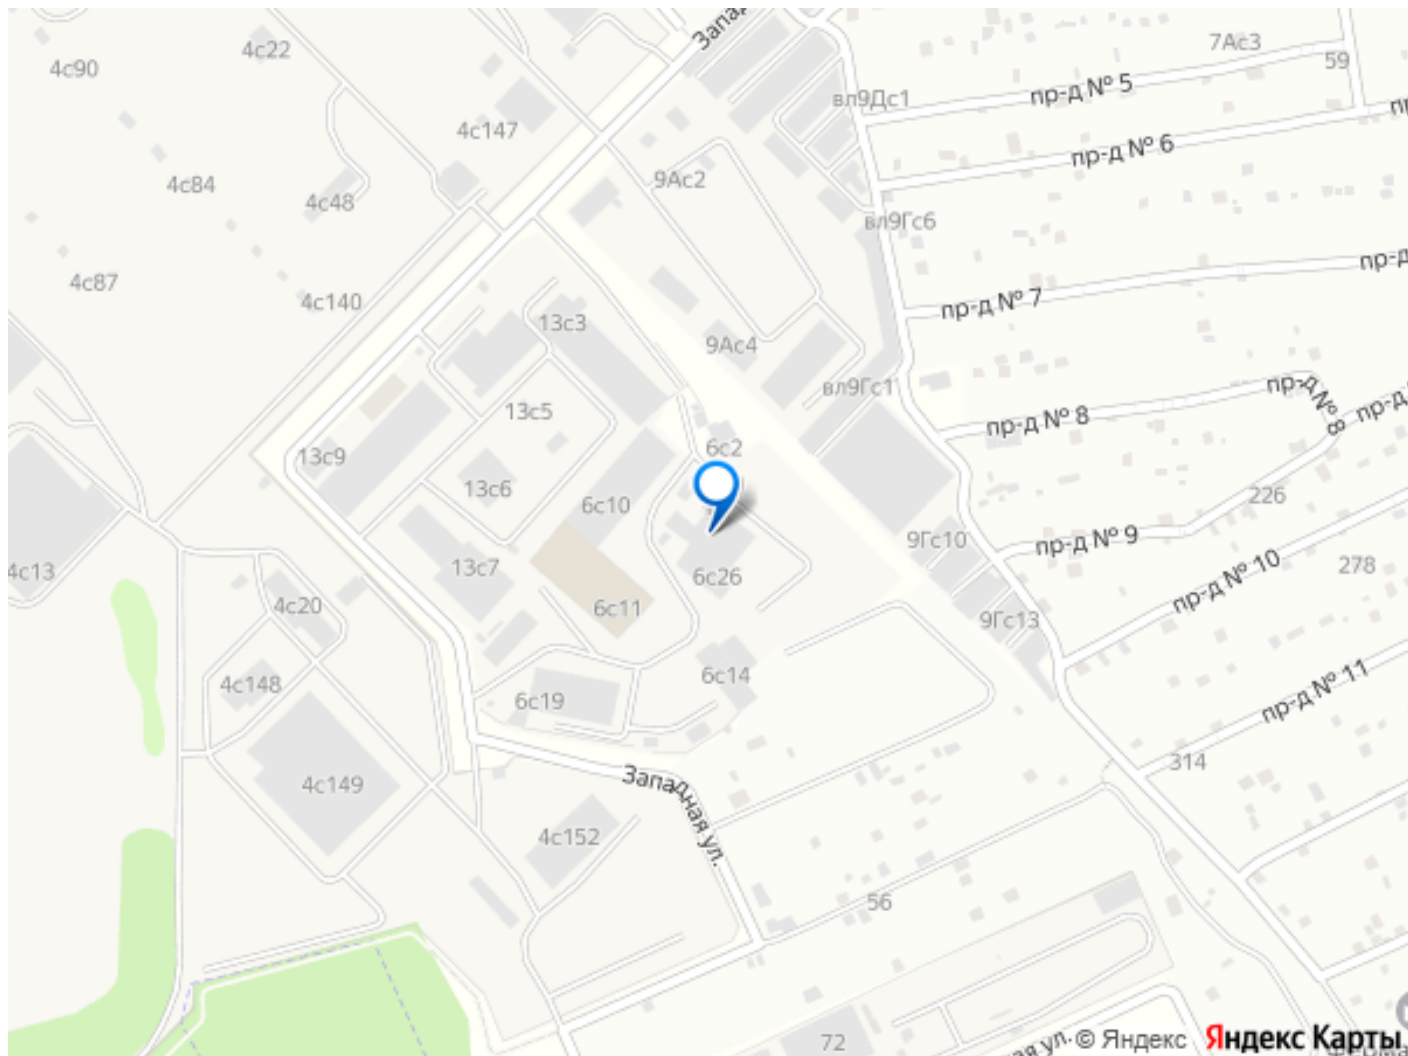 Запад
4с22
7Ас3
59
4с90
пр-д № 5
вл9Дс1
4с147
пр-д № 6
4с84
9Ас2
4с48
вл9Гс6
пр-д
4с87
4с140
пр-д № 7
13с3
9Ас4
вл9Гс1
пр-д № 8
13с5
пр-д № 8
пр-д
6с2
13с9
13с6
226
6с10
9Гс10
пр-д № 9
13с7
4с13
6с26
278
пр-д № 10
4с20
6с11
9Гс13
6с14
4с148
пр-д № 11
6с19
314
4с149
Западная ул.
4с152
56
72
ул.
© Яндекс
Яндекс Карты